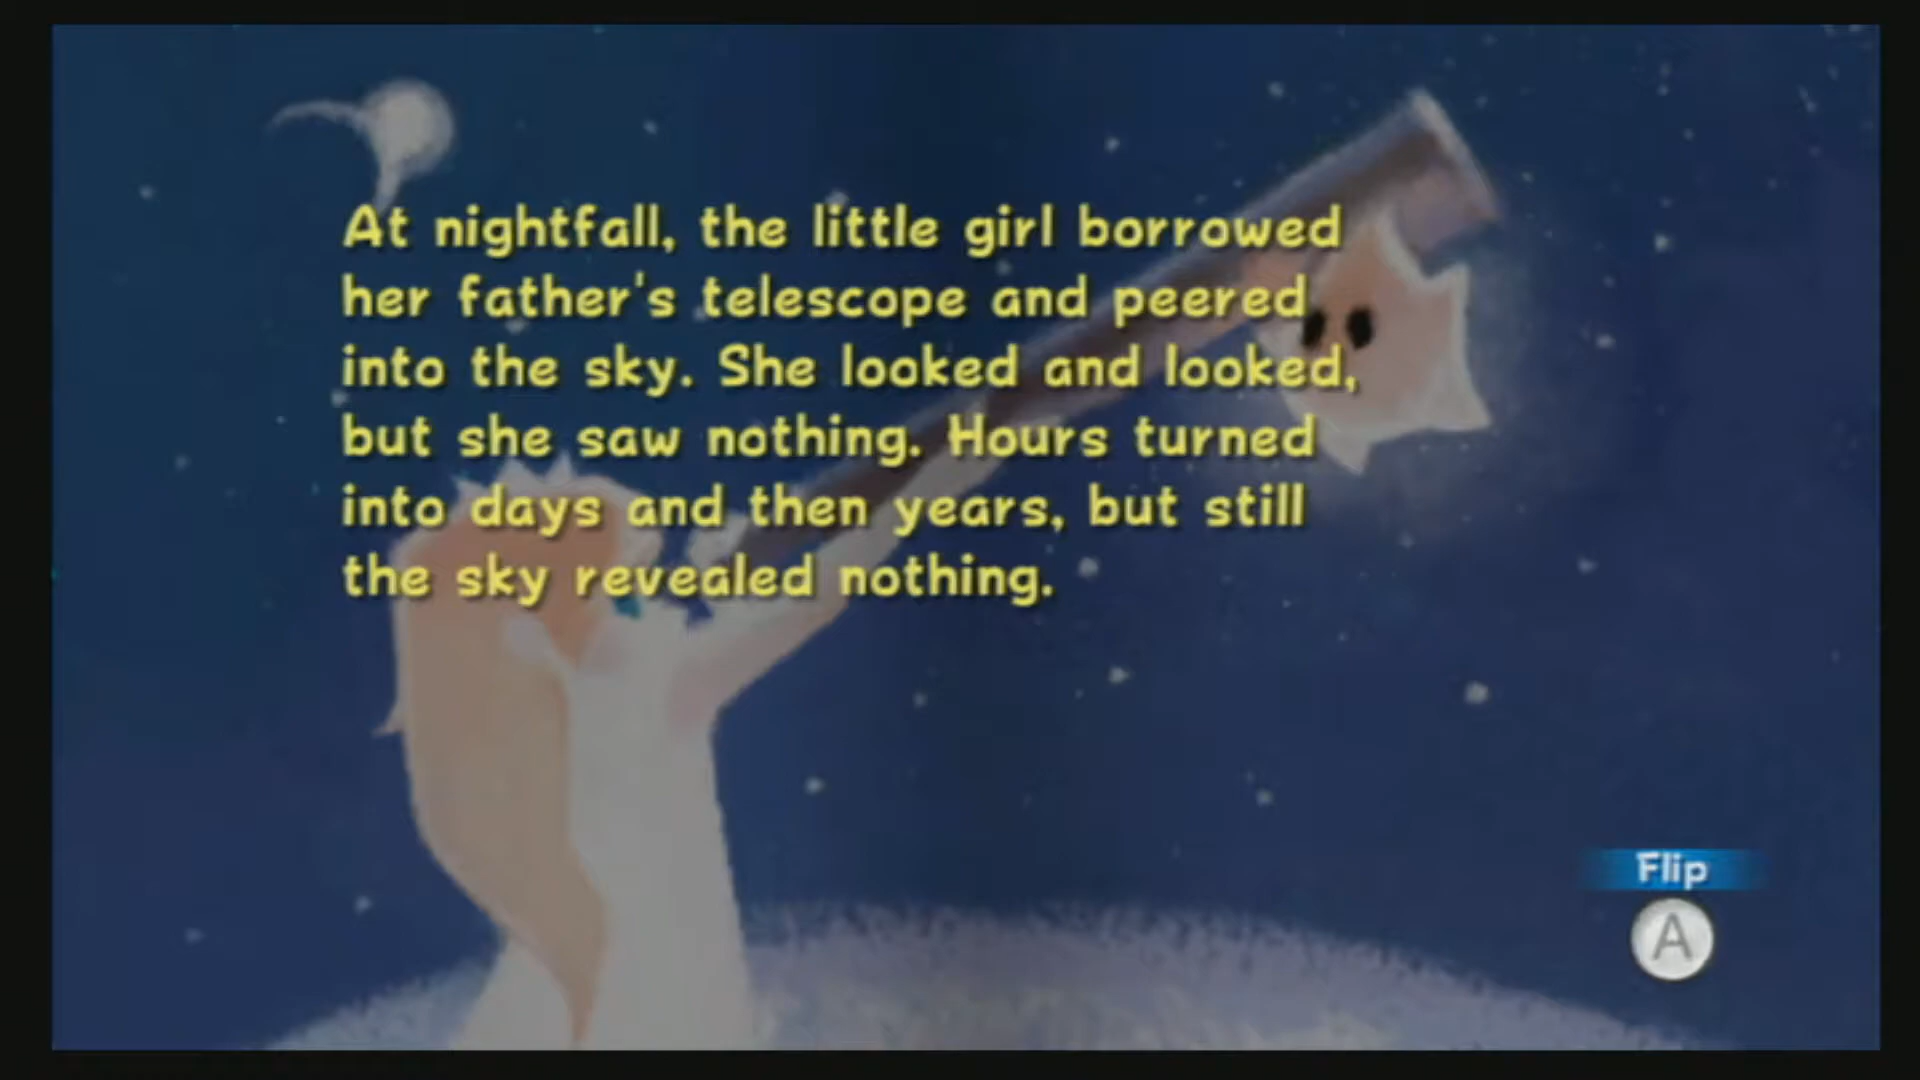 At nightfall, the little girl borrowed
her father's telescope and peered
into the sky. She looked and looked,
but she saw nothing. Hours turned
into days and then years, but still
the sky revealed nothing.
Flip
A